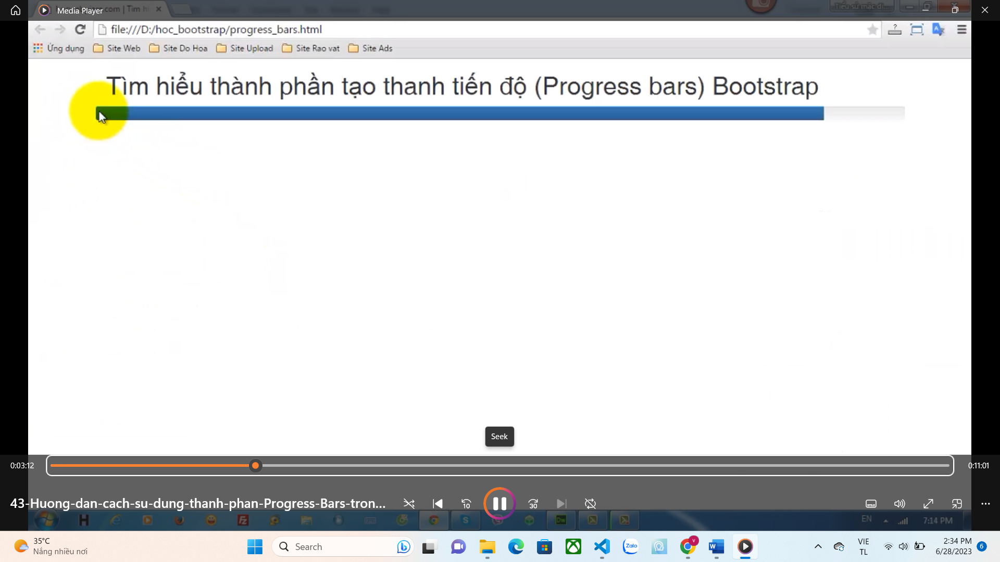 Media Player
file:///D:/hoc_bootstrap/progress_bars.html
Ứng dụng Site Web Site Do Hoa Site Upload Site Rao vat Site Ads
Tìm hiểu thành phần tạo thanh tiến độ (Progress bars) Bootstrap
Seek
0:03:12 0:11:01
43-Huong-dan-cach-su-dung-thanh-phan-Progress-Bars-tron...
10
30
EN 7:14 PM
35°C
Nắng nhiều nơi
Search
Zalo
VIE
TL
2:34 PM
6/28/2023
6